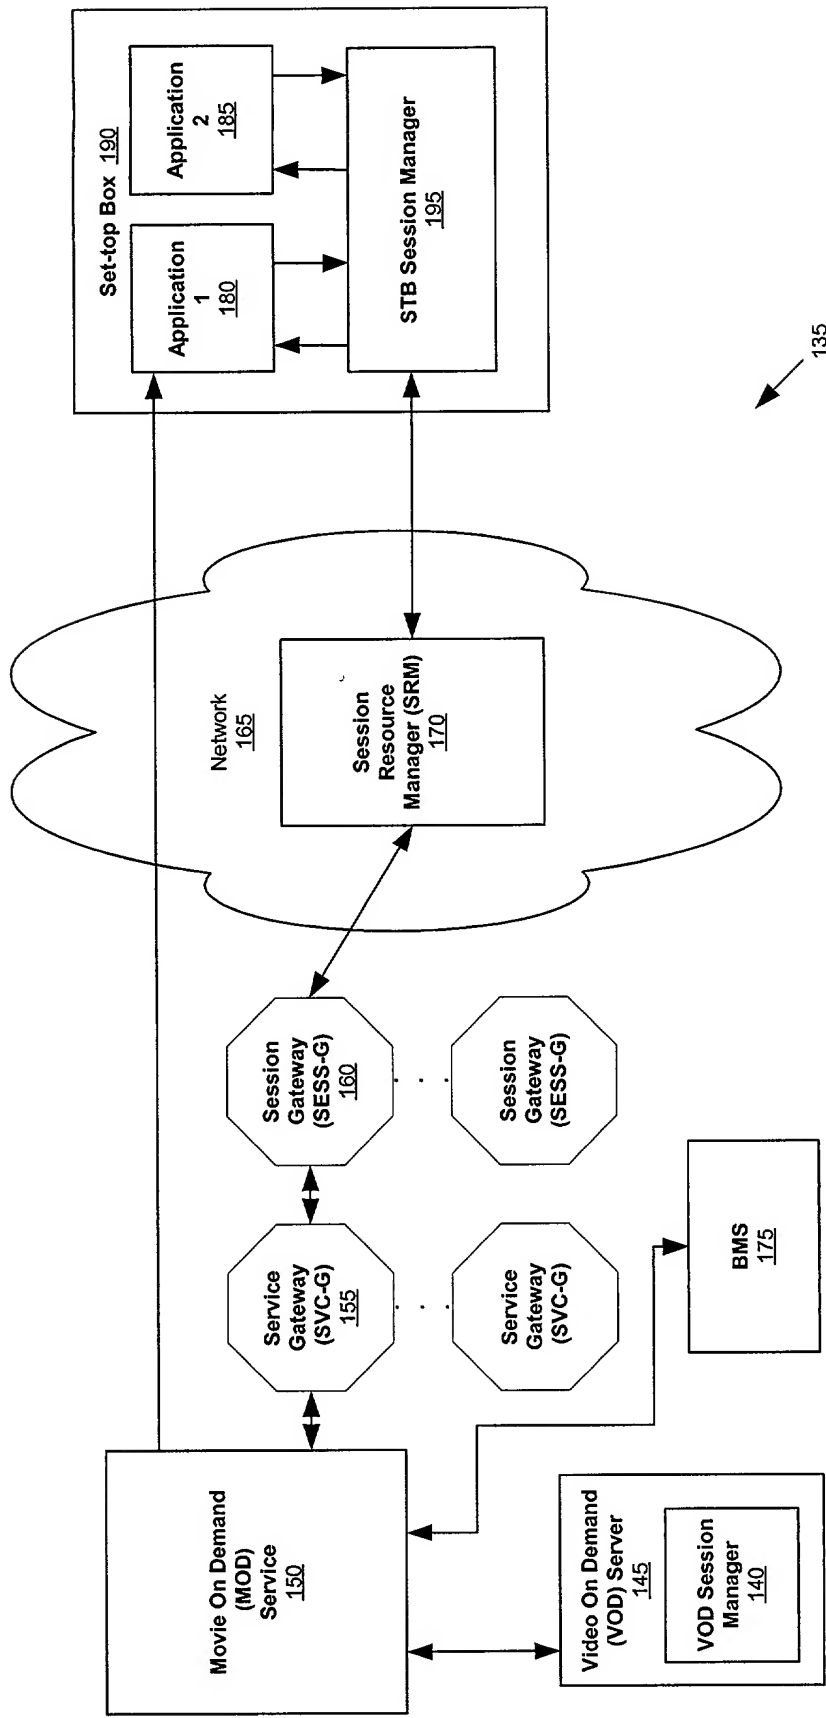 Movie On Demand
(MOD)
Service
150
Service
Gateway
(SVC-G)
155
Session
Gateway
(SESS-G)
160
Network
165
Session
Resource
Manager (SRM)
170
Set-top Box 190
Application
1
180
Application
2
185
STB Session Manager
195
Service
Gateway
(SVC-G)
Session
Gateway
(SESS-G)
Video On Demand
(VOD) Server
145
VOD Session
Manager
140
BMS
175
135